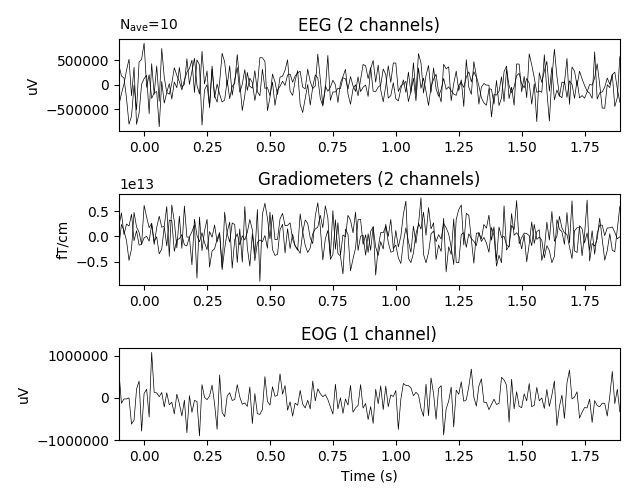 N_ave=10
EEG (2 channels)
500000
0
−500000
uV
0.00 0.25 0.50 0.75 1.00 1.25 1.50 1.75
1e13
Gradiometers (2 channels)
0.5
0.0
−0.5
fT/cm
0.00 0.25 0.50 0.75 1.00 1.25 1.50 1.75
EOG (1 channel)
1000000
0
−1000000
uV
0.00 0.25 0.50 0.75 1.00 1.25 1.50 1.75
Time (s)